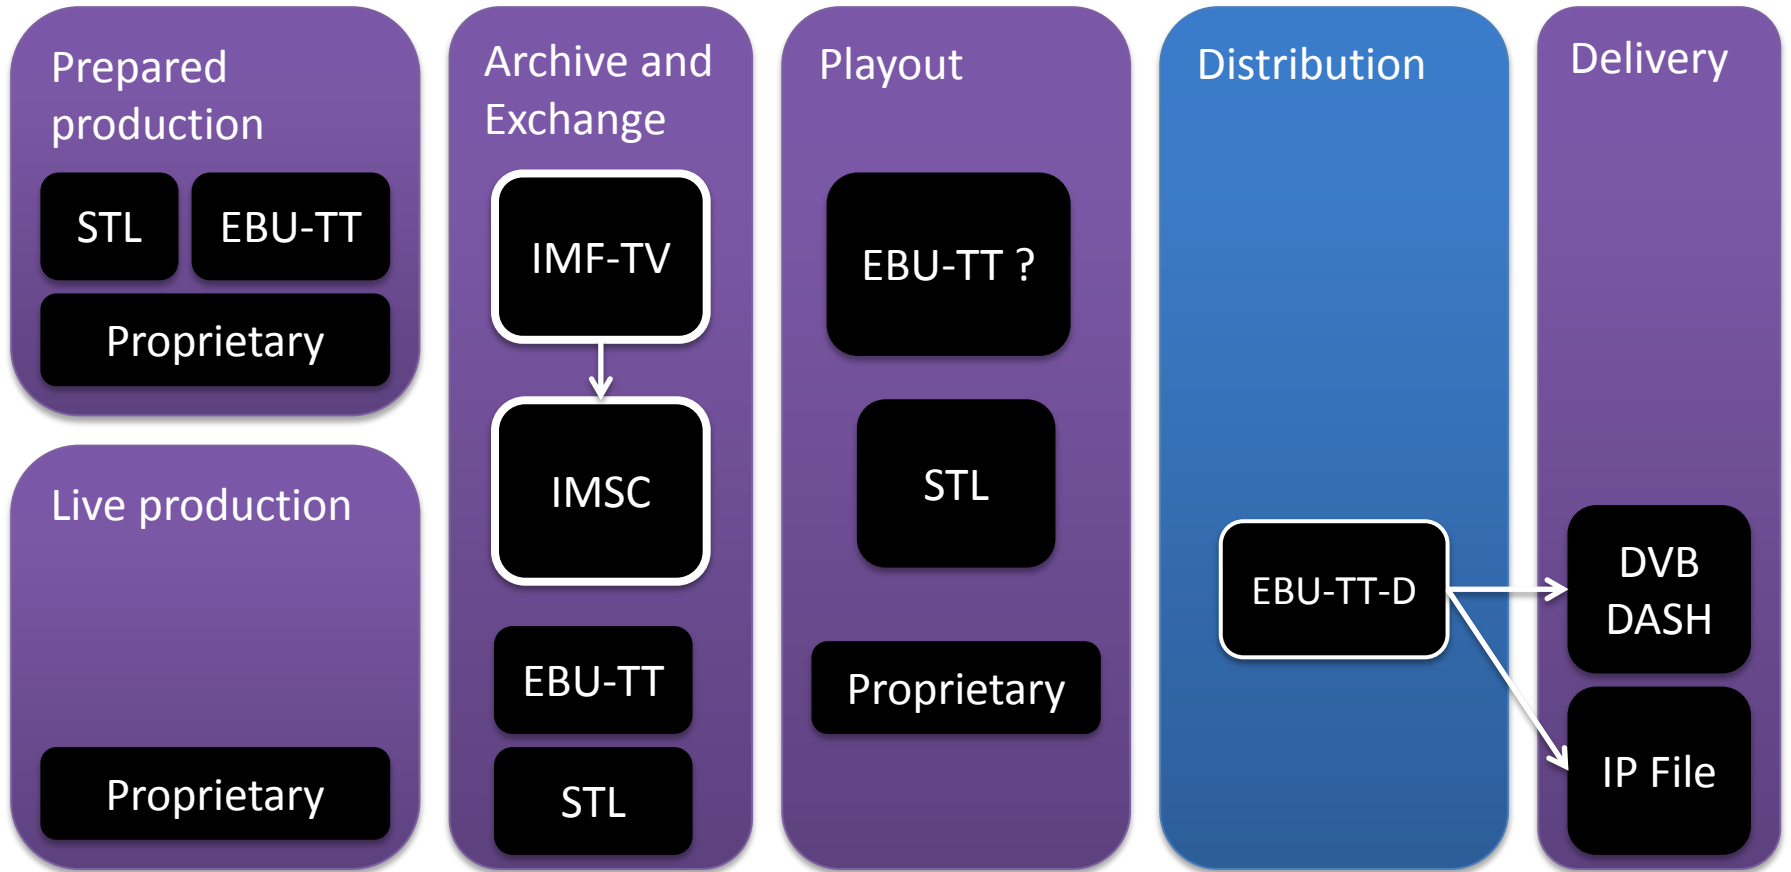 Prepared
production
STL
EBU-TT
Proprietary
Live production
Proprietary
Archive and
Exchange
IMF-TV
IMSC
EBU-TT
STL
Playout
EBU-TT ?
STL
Proprietary
Distribution
EBU-TT-D
Delivery
DVB
DASH
IP File